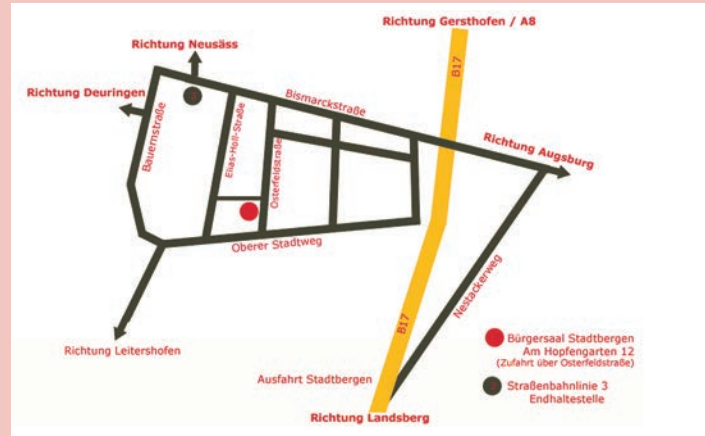 Richtung Gersthofen / A8
Richtung Neusäss
B17
Richtung Deuringen
Bismarckstraße
Bauernstraße
Elias-Holl-Straße
Osterfeldstraße
Richtung Augsburg
Oberer Stadtweg
Nestackerweg
B17
Richtung Leitershofen
Bürgersaal Stadtbergen
Am Hopfengarten 12
(Zufahrt über Osterfeldstraße)
Ausfahrt Stadtbergen
Straßenbahnlinie 3
Endhaltestelle
Richtung Landsberg